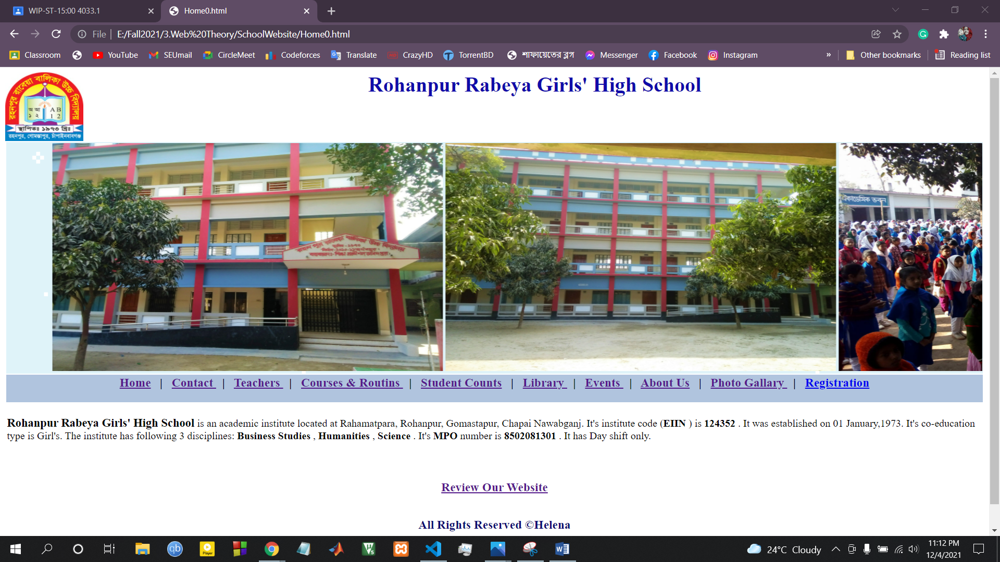 WIP-ST-15:00 4033.1
Home0.html
File
E:/Fall2021/3.Web%20Theory/SchoolWebsite/Home0.html
Classroom YouTube SEUmail CircleMeet Codeforces Translate CrazyHD TorrentBD শাফায়েতের ব্লগ Messenger Facebook Instagram » Other bookmarks Reading list
রহনপুর রাবেয়া বালিকা উচ্চ বিদ্যালয়
অ আ A B
১ ২ 1 2
স্থাপিতঃ ১৯৭৩ খ্রিঃ
রহনপুর, গোমস্তাপুর, চাঁপাইনবাবগঞ্জ
Rohanpur Rabeya Girls' High School
একাডেমিক ভবন
Home | Contact | Teachers | Courses & Routins | Student Counts | Library | Events | About Us | Photo Gallary | Registration
Rohanpur Rabeya Girls' High School is an academic institute located at Rahamatpara, Rohanpur, Gomastapur, Chapai Nawabganj. It's institute code (EIIN ) is 124352 . It was established on 01 January,1973. It's co-education
type is Girl's. The institute has following 3 disciplines: Business Studies , Humanities , Science . It's MPO number is 8502081301 . It has Day shift only.
Review Our Website
All Rights Reserved ©Helena
qb
Player
24°C Cloudy
11:12 PM
12/4/2021